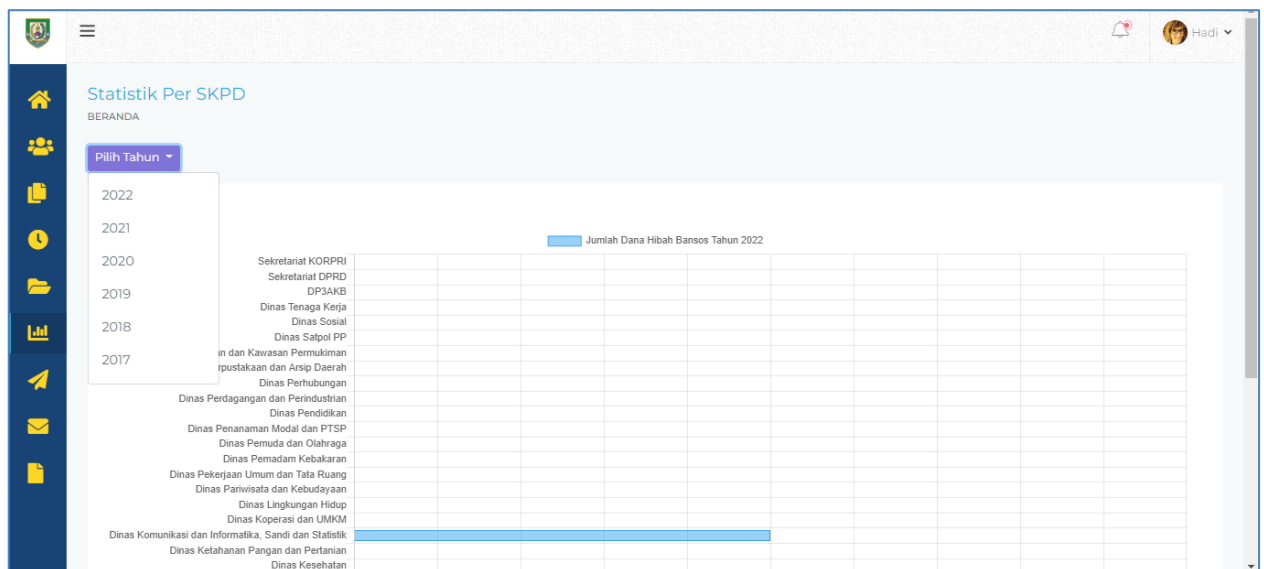 Hadi
Statistik Per SKPD
BERANDA
Pilih Tahun
2022
2021
2020
2019
2018
2017
Jumlah Dana Hibah Bansos Tahun 2022
Sekretariat KORPRI
Sekretariat DPRD
DP3AKB
Dinas Tenaga Kerja
Dinas Sosial
Dinas Satpol PP
dan Kawasan Permukiman
dan Arsip Daerah
Dinas Perhubungan
Dinas Perdagangan dan Perindustrian
Dinas Pendidikan
Dinas Penanaman Modal dan PTSP
Dinas Pemuda dan Olahraga
Dinas Pemadam Kebakaran
Dinas Pekerjaan Umum dan Tata Ruang
Dinas Pariwisata dan Kebudayaan
Dinas Lingkungan Hidup
Dinas Koperasi dan UMKM
Dinas Komunikasi dan Informatika, Sandi dan Statistik
Dinas Ketahanan Pangan dan Pertanian
Dinas Kesehatan